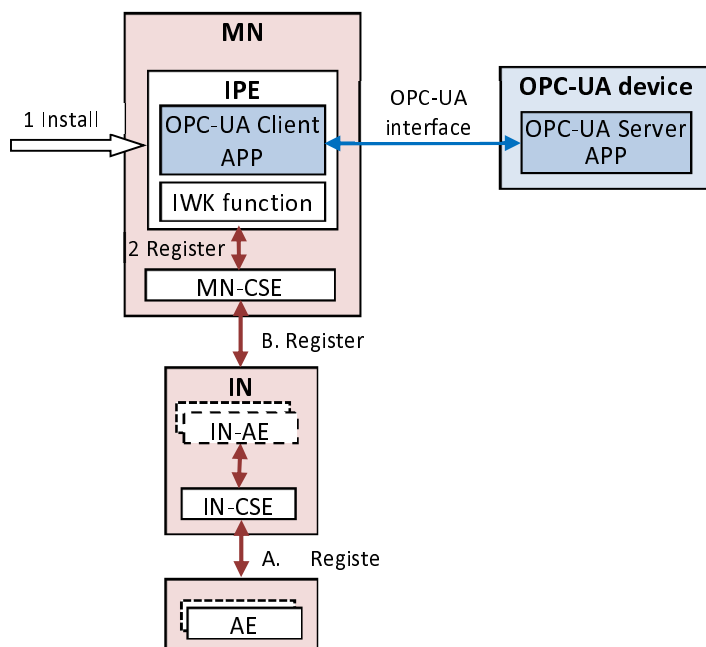 MN
IPE
OPC-UA Client
APP
IWK function
1 Install
OPC-UA
interface
OPC-UA device
OPC-UA Server
APP
2 Register
MN-CSE
B. Register
IN
IN-AE
IN-CSE
A. Registe
AE